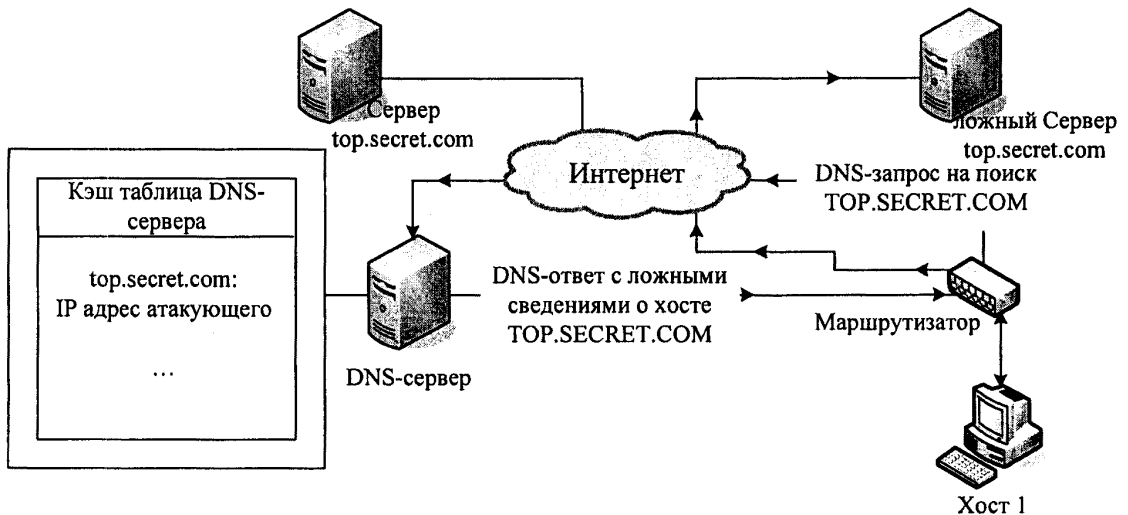 Сервер
top.secret.com
ложный Сервер
top.secret.com
Кэш таблица DNS-
сервера
top.secret.com:
IP адрес атакующего
...
Интернет
DNS-запрос на поиск
TOP.SECRET.COM
DNS-ответ с ложными
сведениями о хосте
TOP.SECRET.COM
Маршрутизатор
DNS-сервер
Хост 1